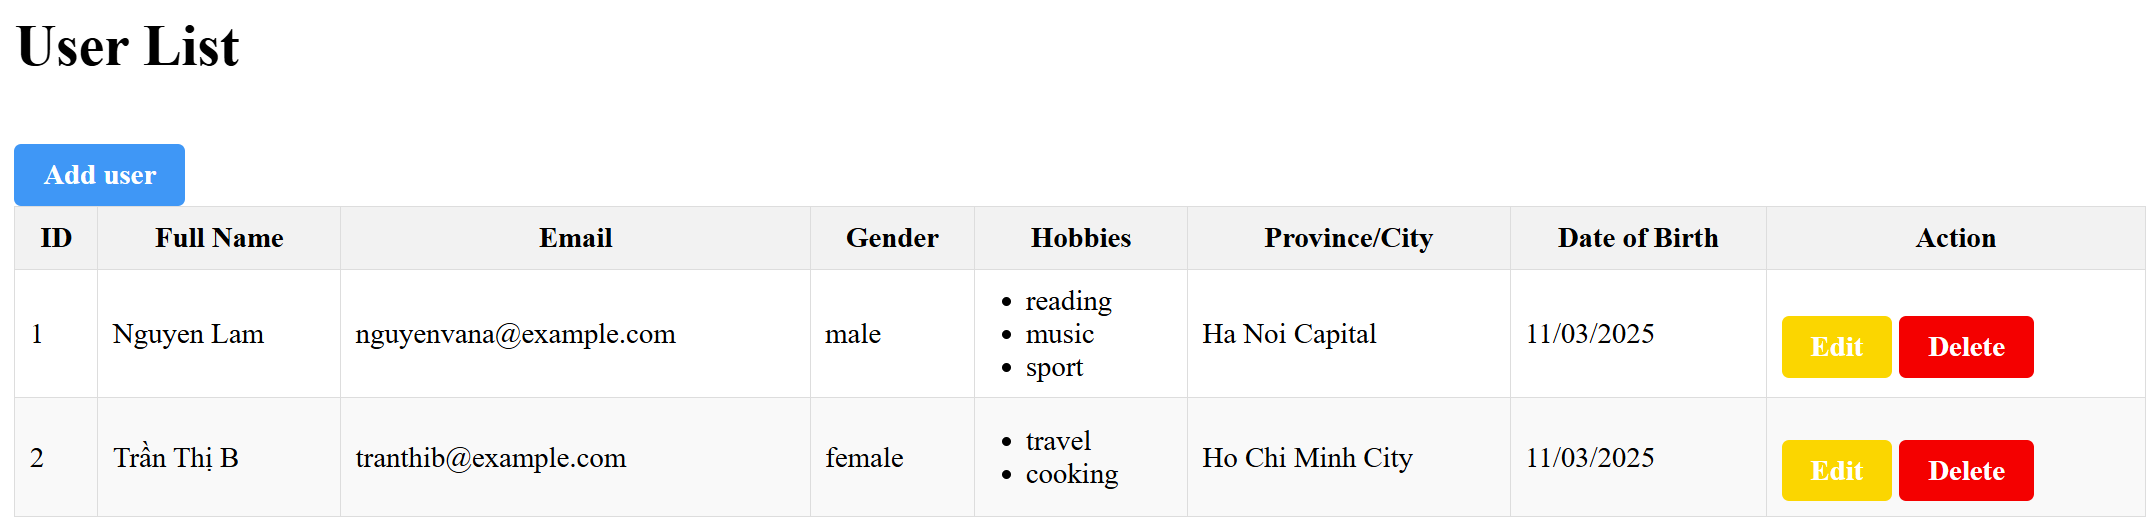 User List
Add user
ID Full Name Email Gender Hobbies Province/City Date of Birth Action
1 Nguyen Lam nguyenvana@example.com male reading music sport Ha Noi Capital 11/03/2025 Edit Delete
2 Trần Thị B tranthib@example.com female travel cooking Ho Chi Minh City 11/03/2025 Edit Delete